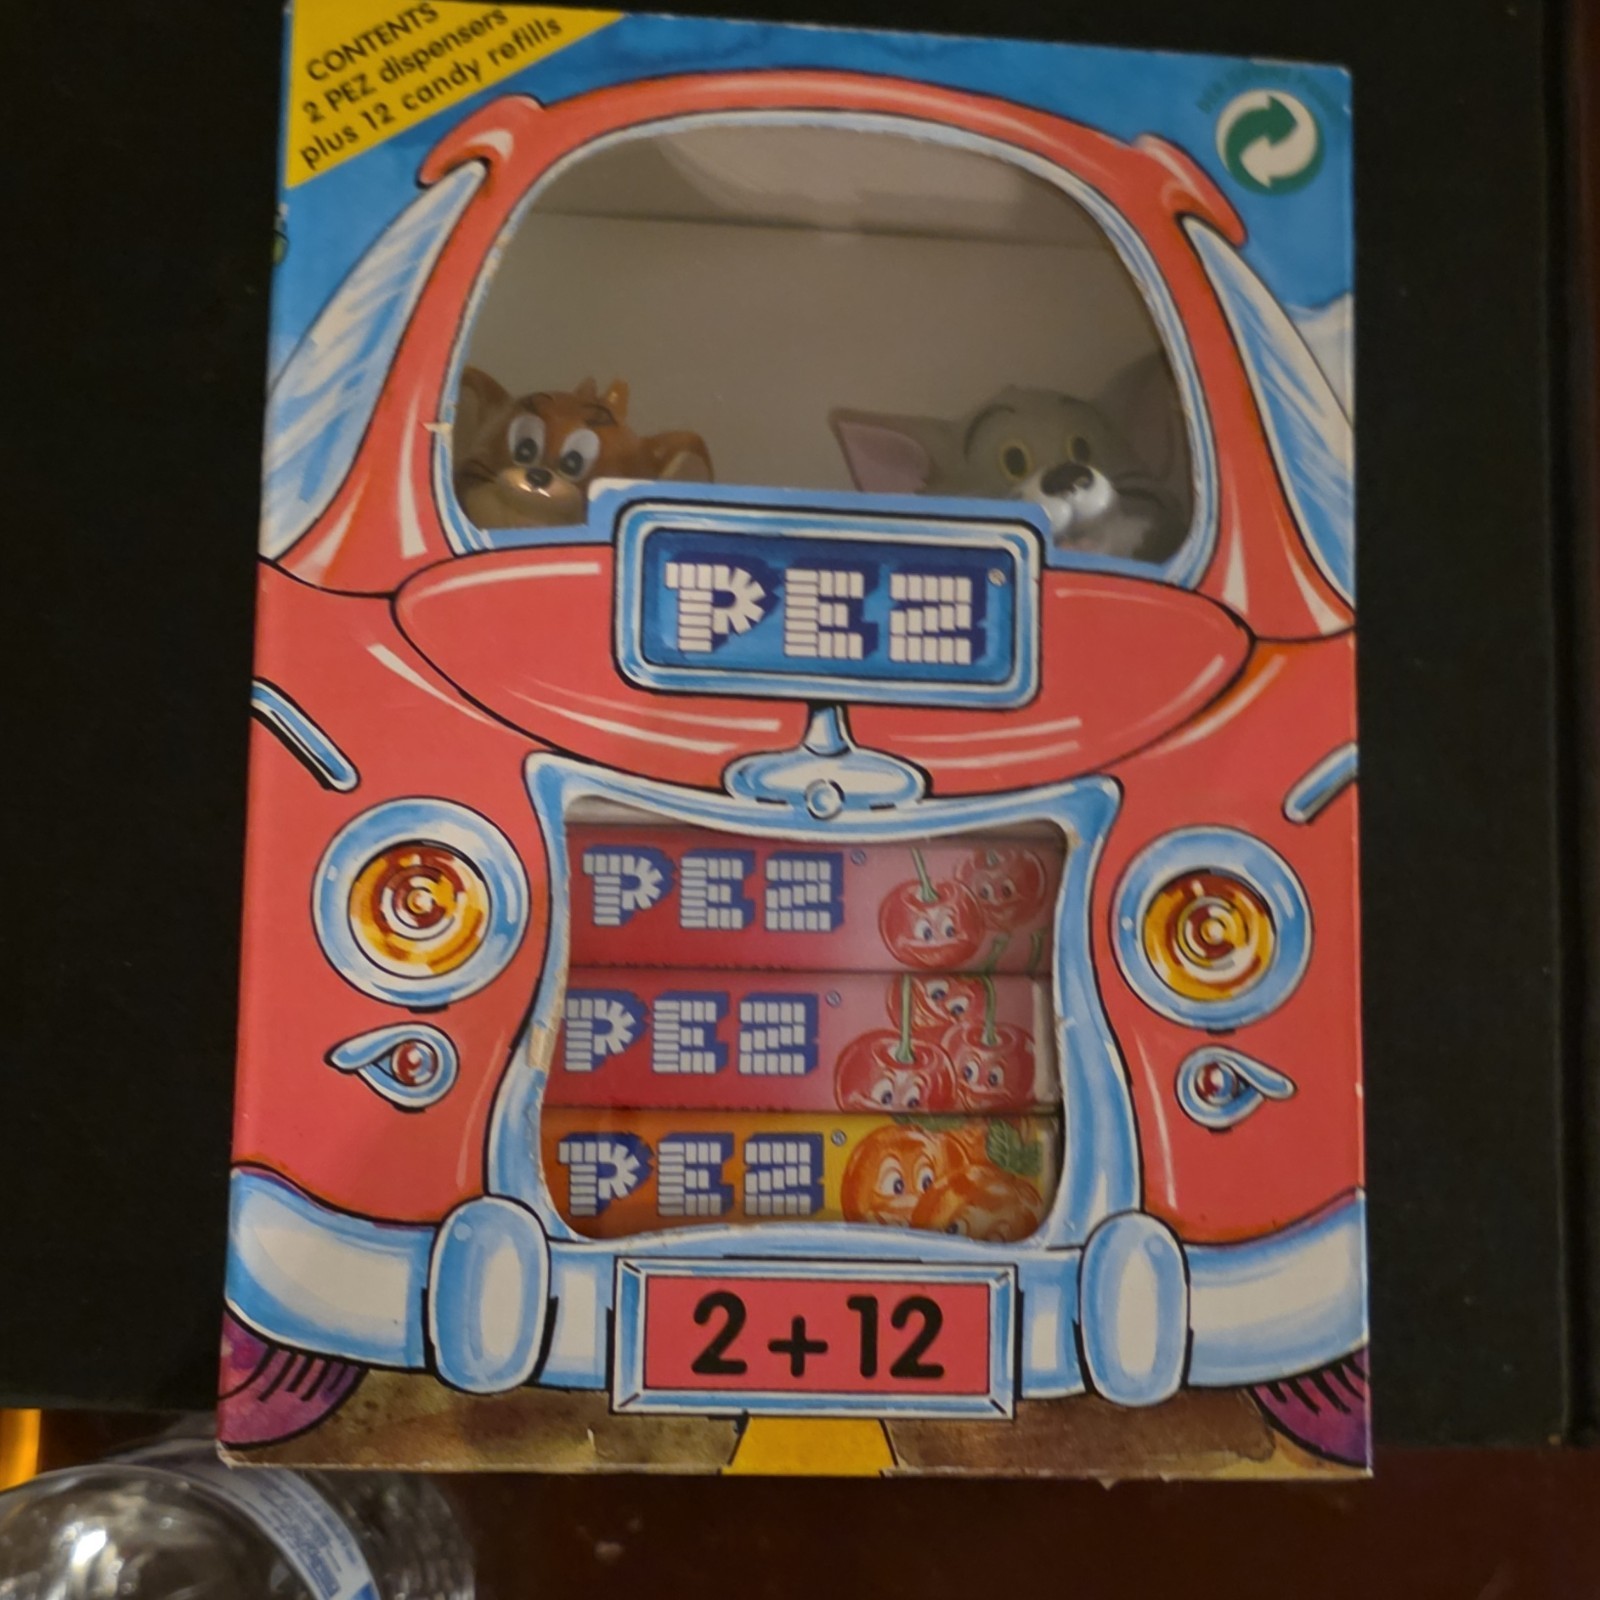 CONTENTS
2 PEZ dispensers
plus 12 candy refills
PEZ®
PEZ®
PEZ®
PEZ®
2+12